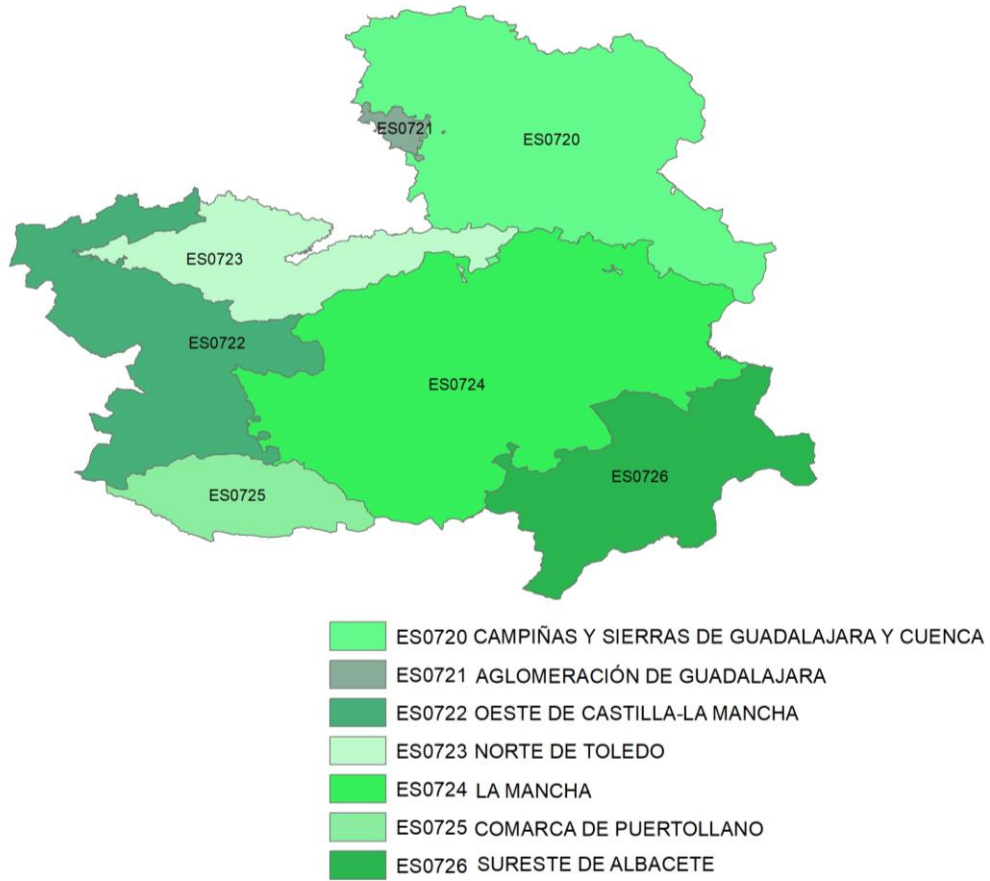 ES0721
ES0720
ES0723
ES0722
ES0724
ES0726
ES0725
ES0720 CAMPIÑAS Y SIERRAS DE GUADALAJARA Y CUENCA
ES0721 AGLOMERACIÓN DE GUADALAJARA
ES0722 OESTE DE CASTILLA-LA MANCHA
ES0723 NORTE DE TOLEDO
ES0724 LA MANCHA
ES0725 COMARCA DE PUERTOLLANO
ES0726 SURESTE DE ALBACETE